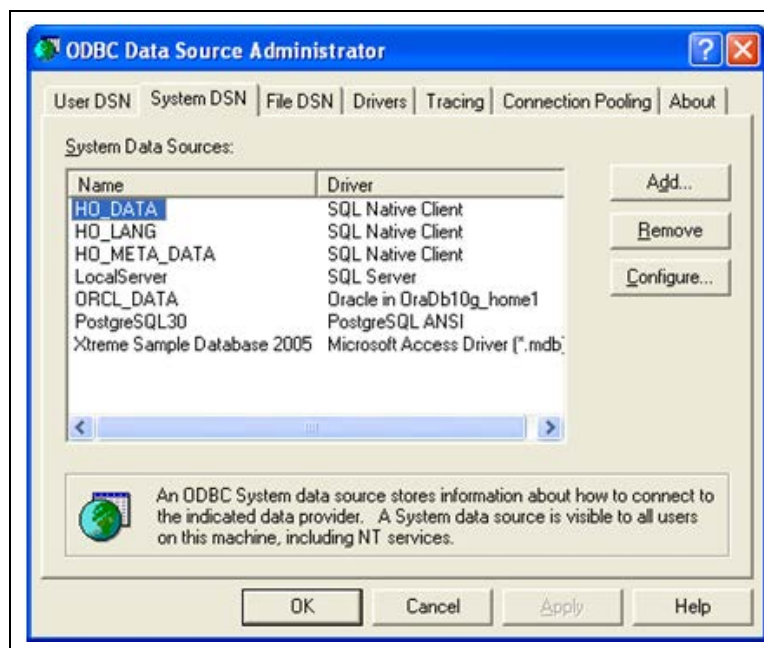 ODBC Data Source Administrator
User DSN System DSN File DSN Drivers Tracing Connection Pooling About
System Data Sources:
Name Driver
HO_DATA SQL Native Client
HO_LANG SQL Native Client
HO_META_DATA SQL Native Client
LocalServer SQL Server
ORCL_DATA Oracle in OraDb10g_home1
PostgreSQL30 PostgreSQL ANSI
Xtreme Sample Database 2005 Microsoft Access Driver (*.mdb)
Add...
Remove
Configure...
An ODBC System data source stores information about how to connect to
the indicated data provider. A System data source is visible to all users
on this machine, including NT services.
OK Cancel Apply Help